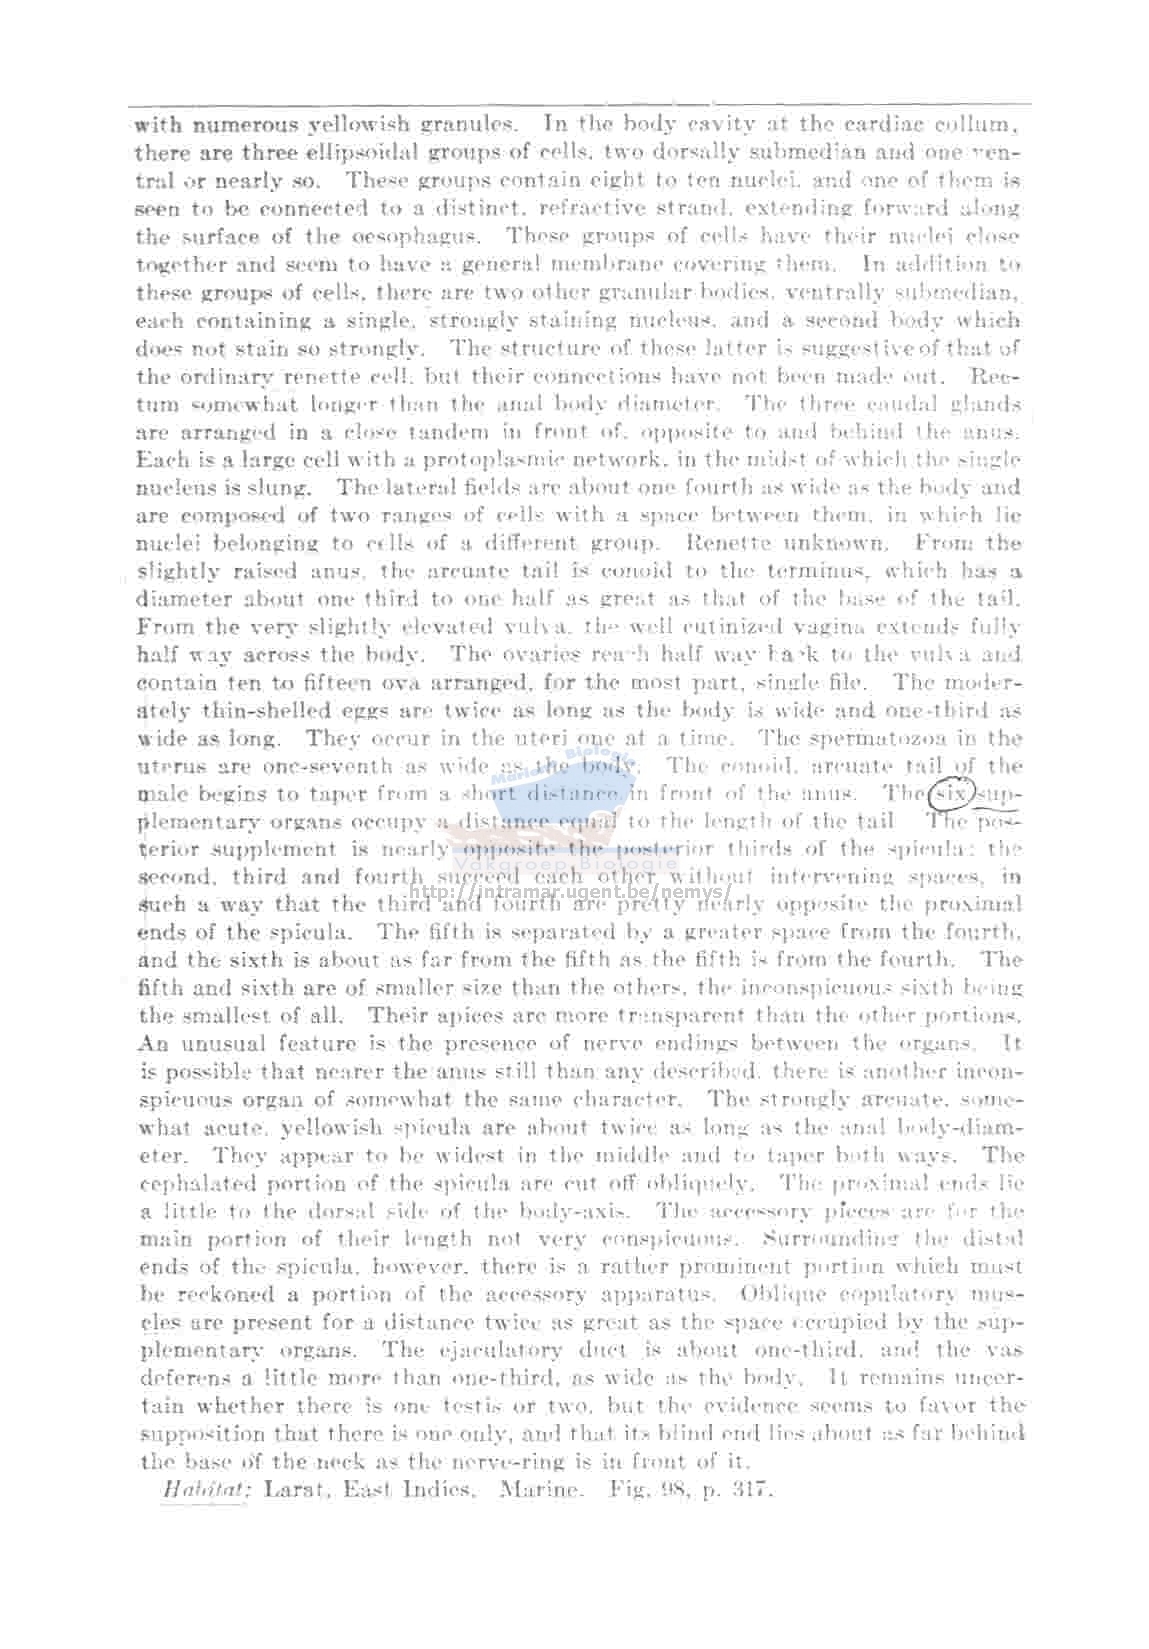 with numerous yellowish granules. In the body cavity at the cardiac collum,
there are three ellipsoidal groups of cells, two dorsally submedian and one ven-
tral or nearly so. These groups contain eight to ten nuclei, and one of them is
seen to be connected to a distinct, refractive strand, extending forward along
the surface of the oesophagus. These groups of cells have their nuclei close
together and seem to have a general membrane covering them. In addition to
these groups of cells, there are two other granular bodies, ventrally submedian,
each containing a single, strongly staining nucleus, and a second body which
does not stain so strongly. The structure of these latter is suggestive of that of
the ordinary renette cell, but their connections have not been made out. Rec-
tum somewhat longer than the anal body diameter. The three caudal glands
are arranged in a close tandem in front of, opposite to and behind the anus.
Each is a large cell with a protoplasmic network, in the midst of which the single
nucleus is slung. The lateral fields are about one fourth as wide as the body and
are composed of two ranges of cells with a space between them, in which lie
nuclei belonging to cells of a different group. Renette unknown. From the
slightly raised anus, the arcuate tail is conoid to the terminus, which has a
diameter about one third to one half as great as that of the base of the tail.
From the very slightly elevated vulva, the well cutinized vagina extends fully
half way across the body. The ovaries reach half way back to the vulva and
contain ten to fifteen ova arranged, for the most part, single file. The moder-
ately thin-shelled eggs are twice as long as the body is wide and one-third as
wide as long. They occur in the uteri one at a time. The spermatozoa in the
uterus are one-seventh as wide as the body. The conoid, arcuate tail of the
male begins to taper from a short distance in front of the anus. The six sup-
plementary organs occupy a distance equal to the length of the tail The pos-
terior supplement is nearly opposite the posterior thirds of the spicula; the
second, third and fourth succeed each other without intervening spaces, in
such a way that the third and fourth are pretty nearly opposite the proximal
ends of the spicula. The fifth is separated by a greater space from the fourth,
and the sixth is about as far from the fifth as the fifth is from the fourth. The
fifth and sixth are of smaller size than the others, the inconspicuous sixth being
the smallest of all. Their apices are more transparent than the other portions.
An unusual feature is the presence of nerve endings between the organs. It
is possible that nearer the anus still than any described, there is another incon-
spicuous organ of somewhat the same character. The strongly arcuate, some-
what acute, yellowish spicula are about twice as long as the anal body-diam-
eter. They appear to be widest in the middle and to taper both ways. The
cephalated portion of the spicula are cut off obliquely. The proximal ends lie
a little to the dorsal side of the body-axis. The accessory pieces are for the
main portion of their length not very conspicuous. Surrounding the distal
ends of the spicula, however, there is a rather prominent portion which must
be reckoned a portion of the accessory apparatus. Oblique copulatory mus-
cles are present for a distance twice as great as the space occupied by the sup-
plementary organs. The ejaculatory duct is about one-third, and the vas
deferens a little more than one-third, as wide as the body. It remains uncer-
tain whether there is one testis or two, but the evidence seems to favor the
supposition that there is one only, and that its blind end lies about as far behind
the base of the neck as the nerve-ring is in front of it.
Habitat: Larat, East Indies. Marine. Fig. 98, p. 317.
Mariene Biologie
Vakgroep Biologie
http://intramar.ugent.be/nemys/